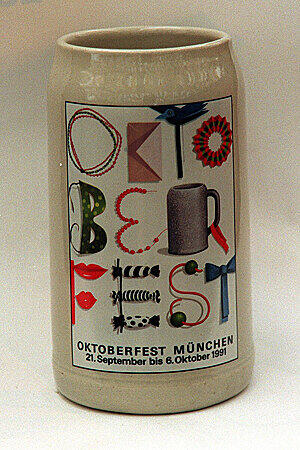 OKTO
BER
FEST
OKTOBERFEST MÜNCHEN
21. September bis 6. Oktober 1991